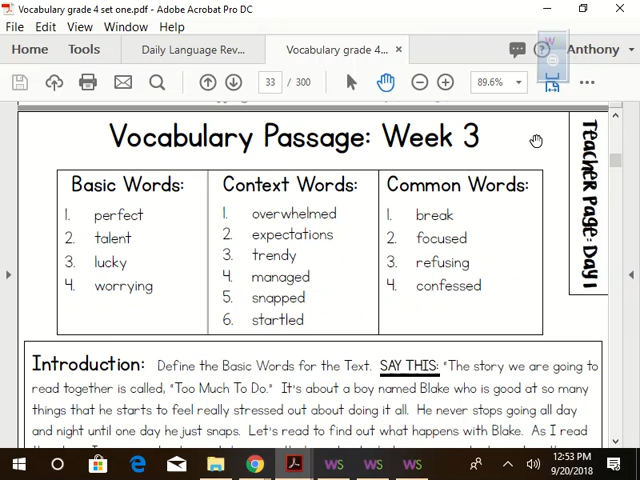 Vocabulary grade 4 set one.pdf - Adobe Acrobat Pro DC
File Edit View Window Help
Home Tools Daily Language Rev... Vocabulary grade 4... × Anthony
33 / 300 89.6%
Vocabulary Passage: Week 3
Teacher Page: Day 1
Basic Words:
1. perfect
2. talent
3. lucky
4. worrying
Context Words:
1. overwhelmed
2. expectations
3. trendy
4. managed
5. snapped
6. startled
Common Words:
1. break
2. focused
3. refusing
4. confessed
Introduction: Define the Basic Words for the Text. SAY THIS: "The story we are going to
read together is called, "Too Much To Do." It's about a boy named Blake who is good at so many
things that he starts to feel really stressed out about doing it all. He never stops going all day
and night until one day he just snaps. Let's read to find out what happens with Blake. As I read
12:53 PM
9/20/2018